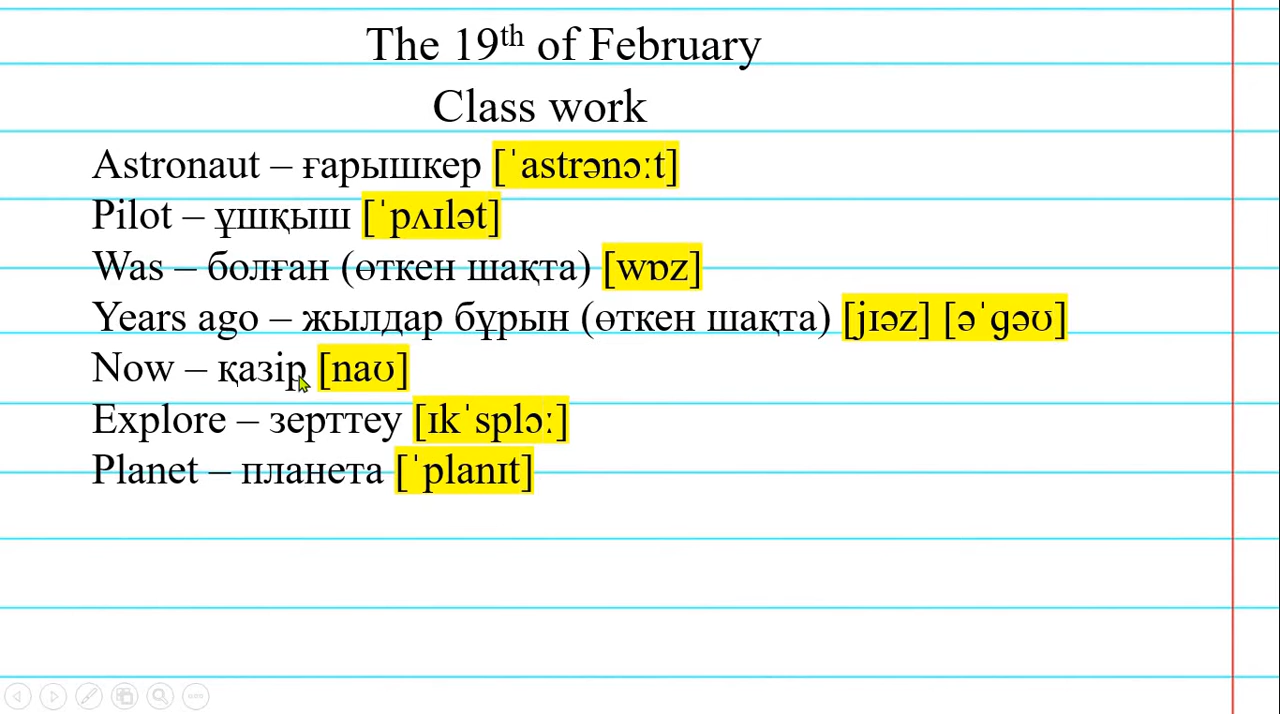 The 19th of February
Class work
Astronaut – ғарышкер [ˈastrənɔːt]
Pilot – ұшқыш [ˈpʌɪlət]
Was – болған (өткен шақта) [wɒz]
Years ago – жылдар бұрын (өткен шақта) [jɪəz] [əˈɡəʊ]
Now – қазір [naʊ]
Explore – зерттеу [ɪkˈsplɔː]
Planet – планета [ˈplanɪt]